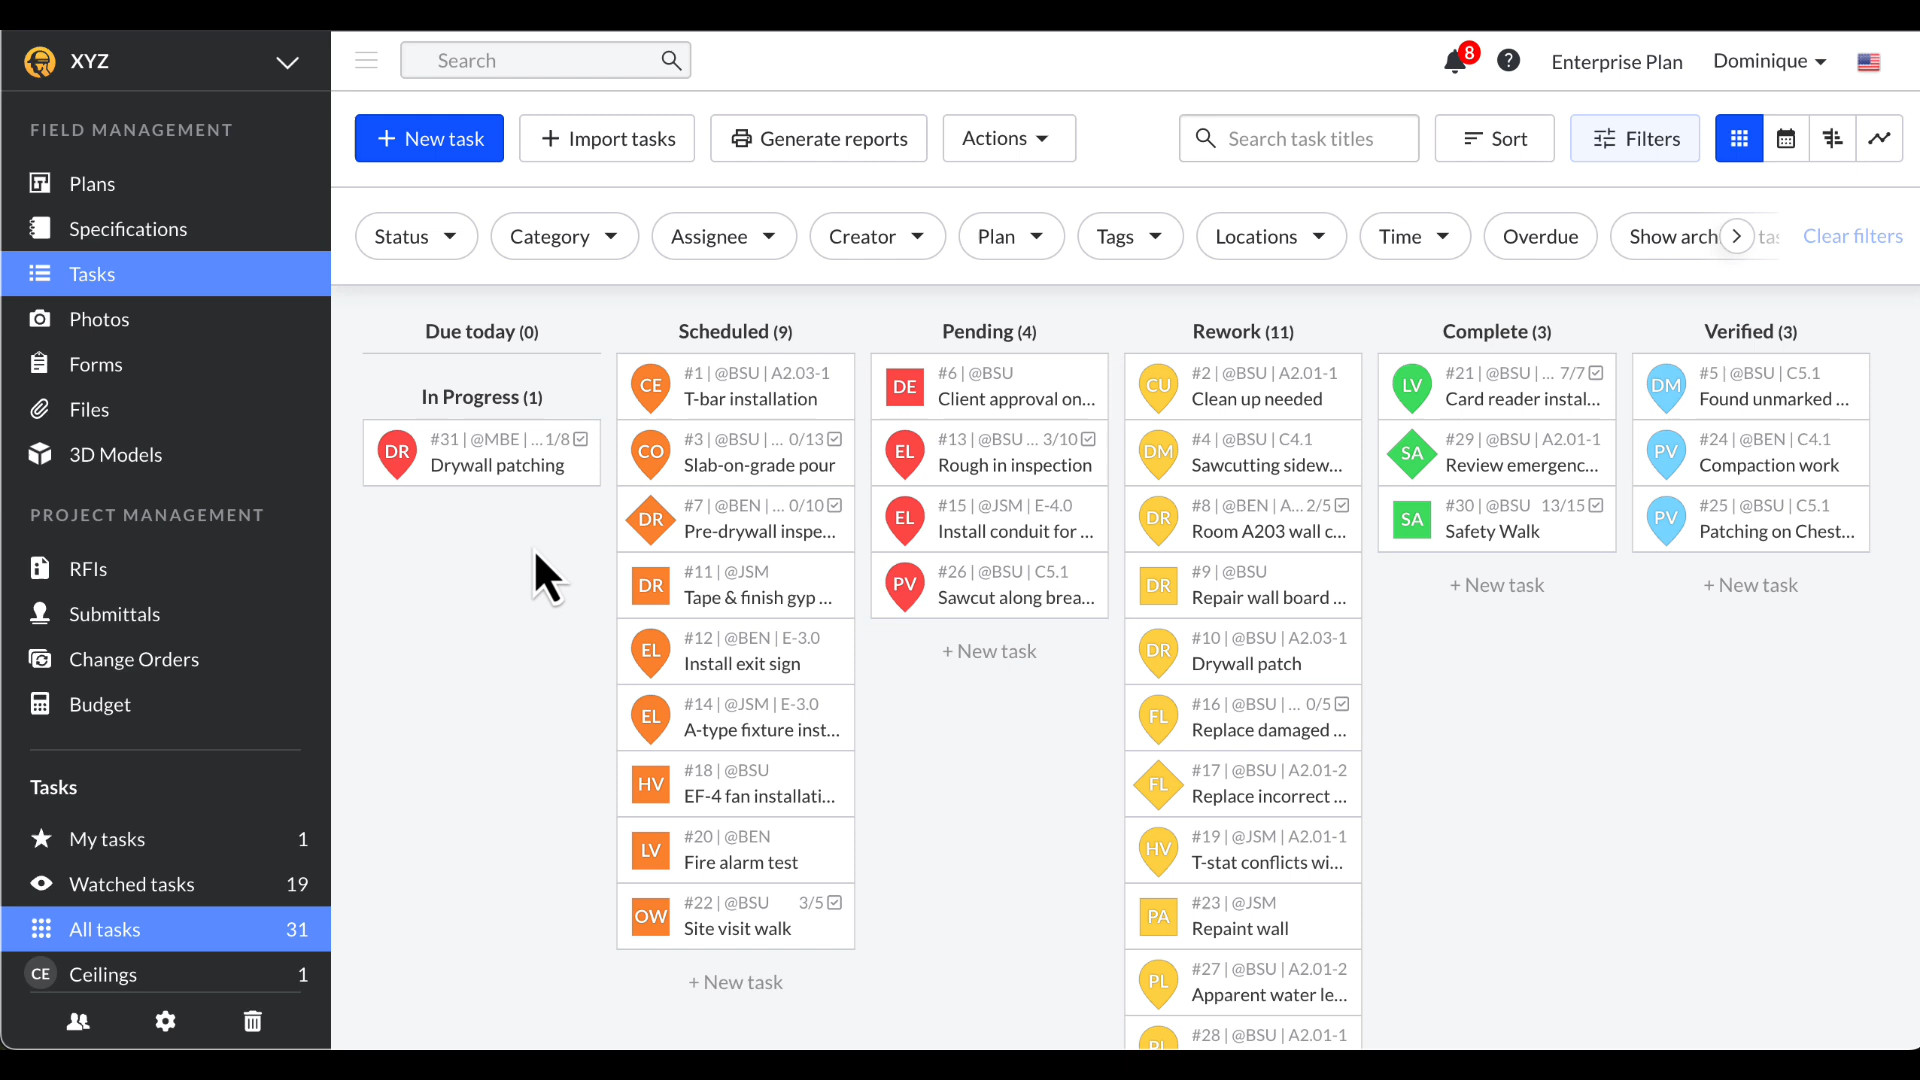 XYZ
Search
8
Enterprise Plan
Dominique
FIELD MANAGEMENT
Plans
Specifications
Tasks
Photos
Forms
Files
3D Models
PROJECT MANAGEMENT
RFIs
Submittals
Change Orders
Budget
Tasks
My tasks 1
Watched tasks 19
All tasks 31
CE Ceilings 1
+ New task
+ Import tasks
Generate reports
Actions
Search task titles
Sort
Filters
Status
Category
Assignee
Creator
Plan
Tags
Locations
Time
Overdue
Show arch
Clear filters
Due today (0)
In Progress (1)
DR
#31 | @MBE | ... 1/8
Drywall patching
Scheduled (9)
CE
#1 | @BSU | A2.03-1
T-bar installation
CO
#3 | @BSU | ... 0/13
Slab-on-grade pour
DR
#7 | @BEN | ... 0/10
Pre-drywall inspe...
DR
#11 | @JSM
Tape & finish gyp ...
EL
#12 | @BEN | E-3.0
Install exit sign
EL
#14 | @JSM | E-3.0
A-type fixture inst...
HV
#18 | @BSU
EF-4 fan installati...
LV
#20 | @BEN
Fire alarm test
OW
#22 | @BSU 3/5
Site visit walk
+ New task
Pending (4)
DE
#6 | @BSU
Client approval on...
EL
#13 | @BSU ... 3/10
Rough in inspection
EL
#15 | @JSM | E-4.0
Install conduit for ...
PV
#26 | @BSU | C5.1
Sawcut along brea...
+ New task
Rework (11)
CU
#2 | @BSU | A2.01-1
Clean up needed
DM
#4 | @BSU | C4.1
Sawcutting sidew...
DR
#8 | @BEN | A... 2/5
Room A203 wall c...
DR
#9 | @BSU
Repair wall board ...
DR
#10 | @BSU | A2.03-1
Drywall patch
FL
#16 | @BSU | ... 0/5
Replace damaged ...
FL
#17 | @BSU | A2.01-2
Replace incorrect ...
HV
#19 | @JSM | A2.01-1
T-stat conflicts wi...
PA
#23 | @JSM
Repaint wall
PL
#27 | @BSU | A2.01-2
Apparent water le...
#28 | @BSU | A2.01-1
Complete (3)
LV
#21 | @BSU | ... 7/7
Card reader instal...
SA
#29 | @BSU | A2.01-1
Review emergenc...
SA
#30 | @BSU 13/15
Safety Walk
+ New task
Verified (3)
DM
#5 | @BSU | C5.1
Found unmarked ...
PV
#24 | @BEN | C4.1
Compaction work
PV
#25 | @BSU | C5.1
Patching on Chest...
+ New task